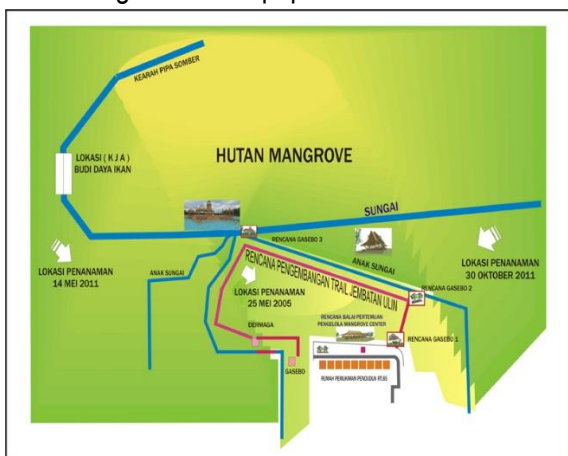 KEARAH PIPA SOMBER
LOKASI ( K J A )
BUDI DAYA IKAN
HUTAN MANGROVE
SUNGAI
RENCANA GASEBO 3
ANAK SUNGAI
LOKASI PENANAMAN
30 OKTOBER 2011
LOKASI PENANAMAN
14 MEI 2011
ANAK SUNGAI
RENCANA PENGEMBANGAN TRAIL JEMBATAN ULIN
LOKASI PENANAMAN
25 MEI 2005
RENCANA GASEBO 2
DERMAGA
RENCANA BALAI PERTEMUAN
PENGELOLA MANGROVE CENTER
RENCANA GASEBO 1
GASEBO
RUMAH PEMUKIMAN PENDUDUK RT.85